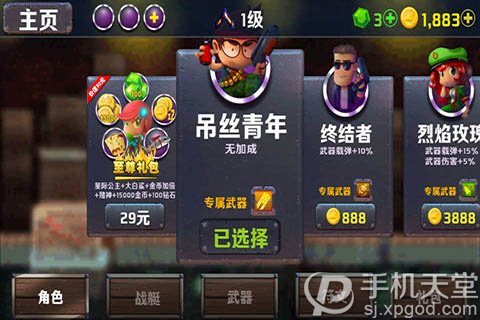 主页
1级
3+
1,883+
吊丝青年
无加成
专属武器
已选择
终结者
武器载弹+10%
专属武器
888
烈焰玫瑰
武器载弹+15%
武器伤害+5%
专属武器
3888
至尊礼包
星际公主+大白鲨+金币加倍
+赌神+15000金币+100钻石
29元
角色
战艇
武器
手机天堂
sj.xpgod.com